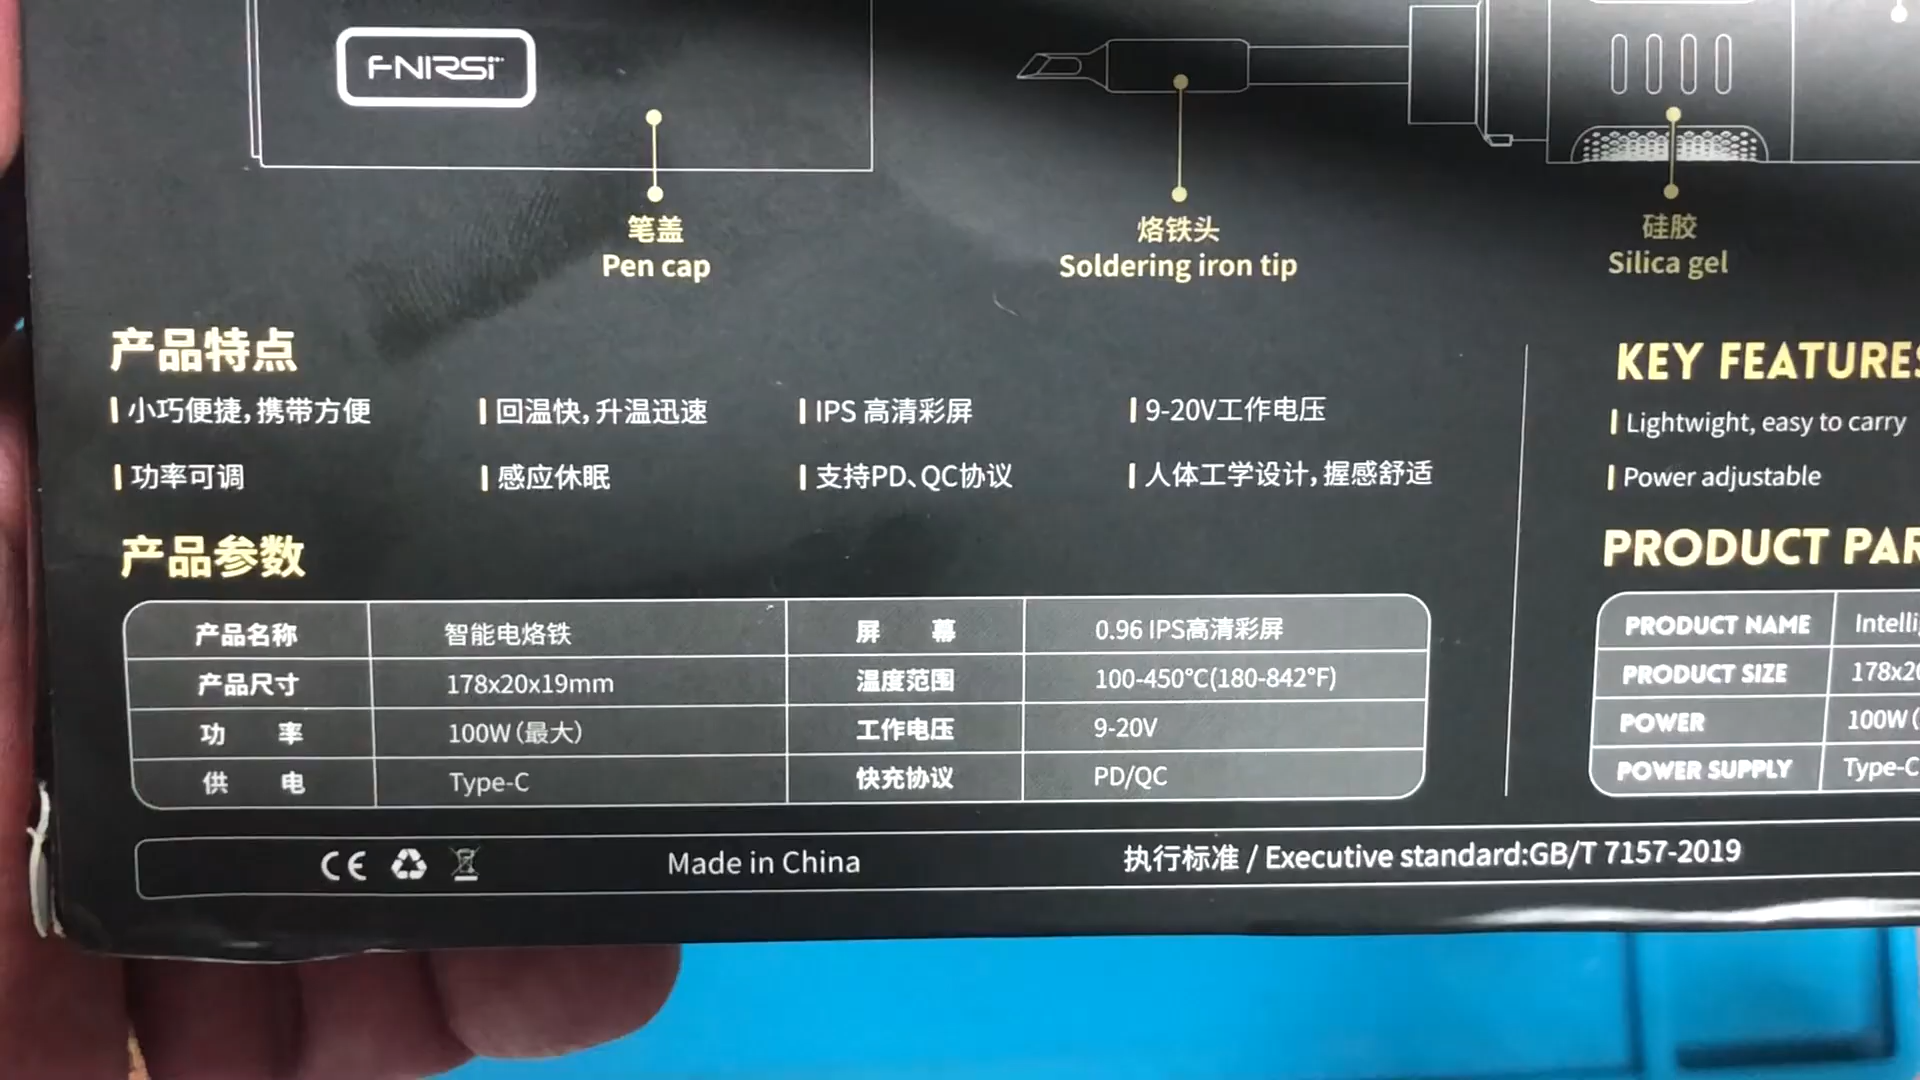 FNIRSI
笔盖
Pen cap
烙铁头
Soldering iron tip
硅胶
Silica gel
产品特点
小巧便捷,携带方便
回温快,升温迅速
IPS 高清彩屏
9-20V工作电压
功率可调
感应休眠
支持PD、QC协议
人体工学设计,握感舒适
产品参数
产品名称 智能电烙铁 屏 幕 0.96 IPS高清彩屏
产品尺寸 178x20x19mm 温度范围 100-450℃(180-842℉)
功 率 100W(最大) 工作电压 9-20V
供 电 Type-C 快充协议 PD/QC
KEY FEATURES
Lightwight, easy to carry
Power adjustable
PRODUCT PAR
PRODUCT NAME Intelli
PRODUCT SIZE 178x20
POWER 100W(
POWER SUPPLY Type-C
CE
Made in China
执行标准 / Executive standard:GB/T 7157-2019